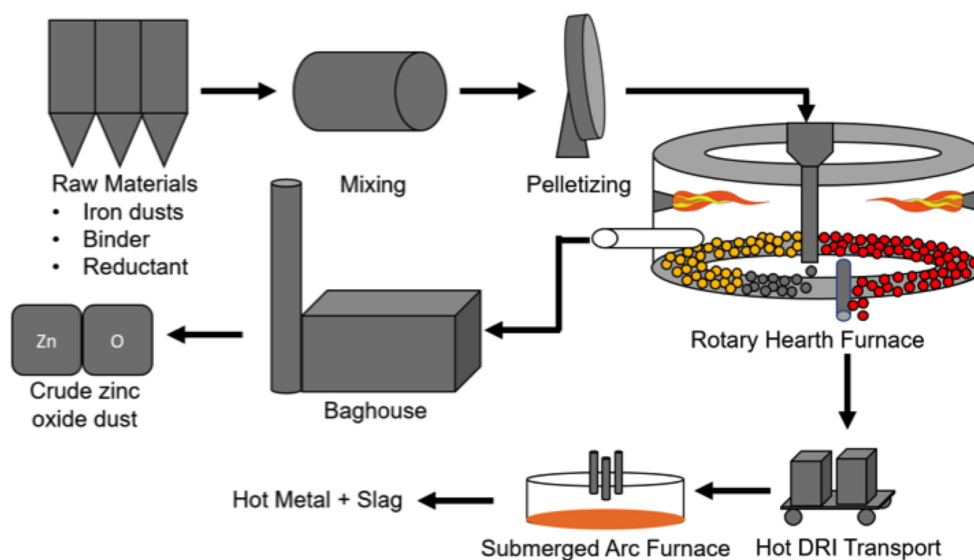 Raw Materials
• Iron dusts
• Binder
• Reductant
Mixing
Pelletizing
Rotary Hearth Furnace
Baghouse
Zn O
Crude zinc
oxide dust
Hot DRI Transport
Submerged Arc Furnace
Hot Metal + Slag